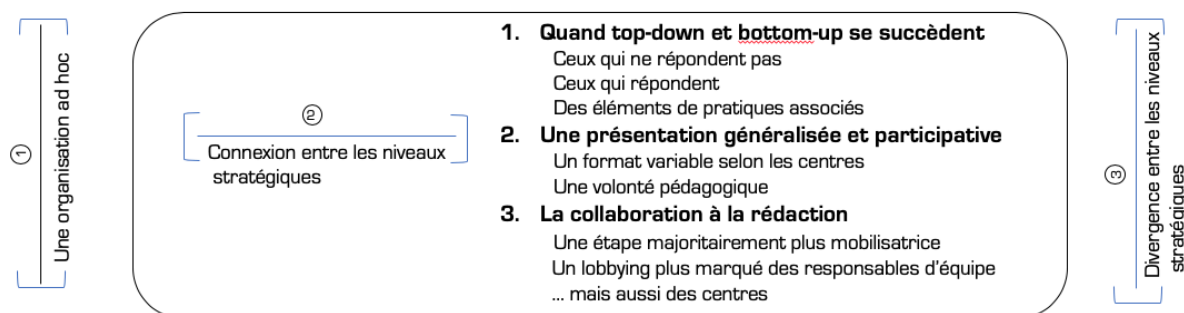 ①
Une organisation ad hoc
②
Connexion entre les niveaux
stratégiques
1. Quand top-down et bottom-up se succèdent
Ceux qui ne répondent pas
Ceux qui répondent
Des éléments de pratiques associés
2. Une présentation généralisée et participative
Un format variable selon les centres
Une volonté pédagogique
3. La collaboration à la rédaction
Une étape majoritairement plus mobilisatrice
Un lobbying plus marqué des responsables d'équipe
... mais aussi des centres
③
Divergence entre les niveaux
stratégiques